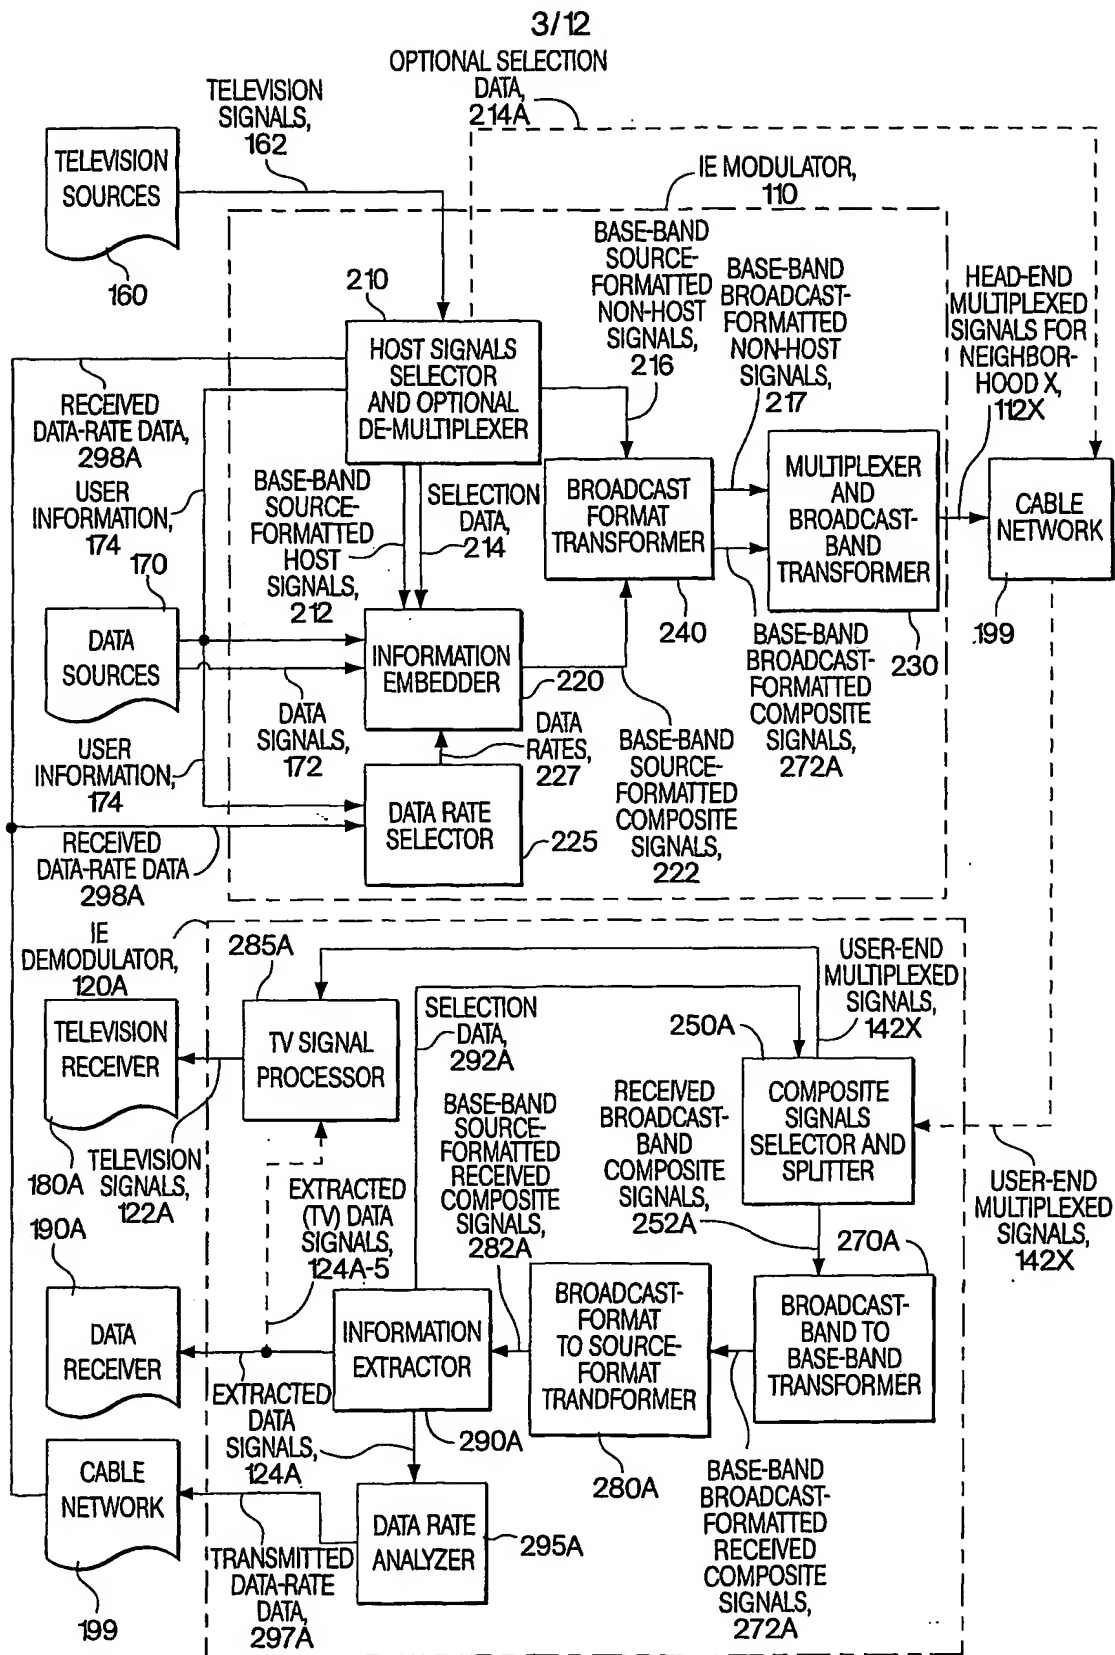 3/12
OPTIONAL SELECTION
DATA,
214A
TELEVISION
SIGNALS,
162
TELEVISION
SOURCES
160
IE MODULATOR,
110
BASE-BAND
SOURCE-
FORMATTED
NON-HOST
SIGNALS,
216
BASE-BAND
BROADCAST-
FORMATTED
NON-HOST
SIGNALS,
217
HEAD-END
MULTIPLEXED
SIGNALS FOR
NEIGHBOR-
HOOD X,
112X
210
HOST SIGNALS
SELECTOR
AND OPTIONAL
DE-MULTIPLEXER
RECEIVED
DATA-RATE DATA,
298A
USER
INFORMATION,
174
BASE-BAND
SOURCE-
FORMATTED
HOST
SIGNALS,
212
SELECTION
DATA,
214
BROADCAST
FORMAT
TRANSFORMER
240
MULTIPLEXER
AND
BROADCAST-
BAND
TRANSFORMER
230
CABLE
NETWORK
199
170
DATA
SOURCES
INFORMATION
EMBEDDER
220
DATA
SIGNALS,
172
DATA
RATES,
227
BASE-BAND
SOURCE-
FORMATTED
COMPOSITE
SIGNALS,
222
BASE-BAND
BROADCAST-
FORMATTED
COMPOSITE
SIGNALS,
272A
USER
INFORMATION,
174
DATA RATE
SELECTOR
225
RECEIVED
DATA-RATE DATA
298A
IE
DEMODULATOR,
120A
285A
TELEVISION
RECEIVER
180A
TV SIGNAL
PROCESSOR
TELEVISION
SIGNALS,
122A
SELECTION
DATA,
292A
USER-END
MULTIPLEXED
SIGNALS,
142X
250A
COMPOSITE
SIGNALS
SELECTOR AND
SPLITTER
BASE-BAND
SOURCE-
FORMATTED
RECEIVED
COMPOSITE
SIGNALS,
282A
RECEIVED
BROADCAST-
BAND
COMPOSITE
SIGNALS,
252A
USER-END
MULTIPLEXED
SIGNALS,
142X
190A
DATA
RECEIVER
EXTRACTED
(TV) DATA
SIGNALS,
124A-5
INFORMATION
EXTRACTOR
290A
BROADCAST-
FORMAT
TO SOURCE-
FORMAT
TRANDFORMER
280A
270A
BROADCAST-
BAND TO
BASE-BAND
TRANSFORMER
EXTRACTED
DATA
SIGNALS,
124A
BASE-BAND
BROADCAST-
FORMATTED
RECEIVED
COMPOSITE
SIGNALS,
272A
CABLE
NETWORK
199
DATA RATE
ANALYZER
295A
TRANSMITTED
DATA-RATE
DATA,
297A